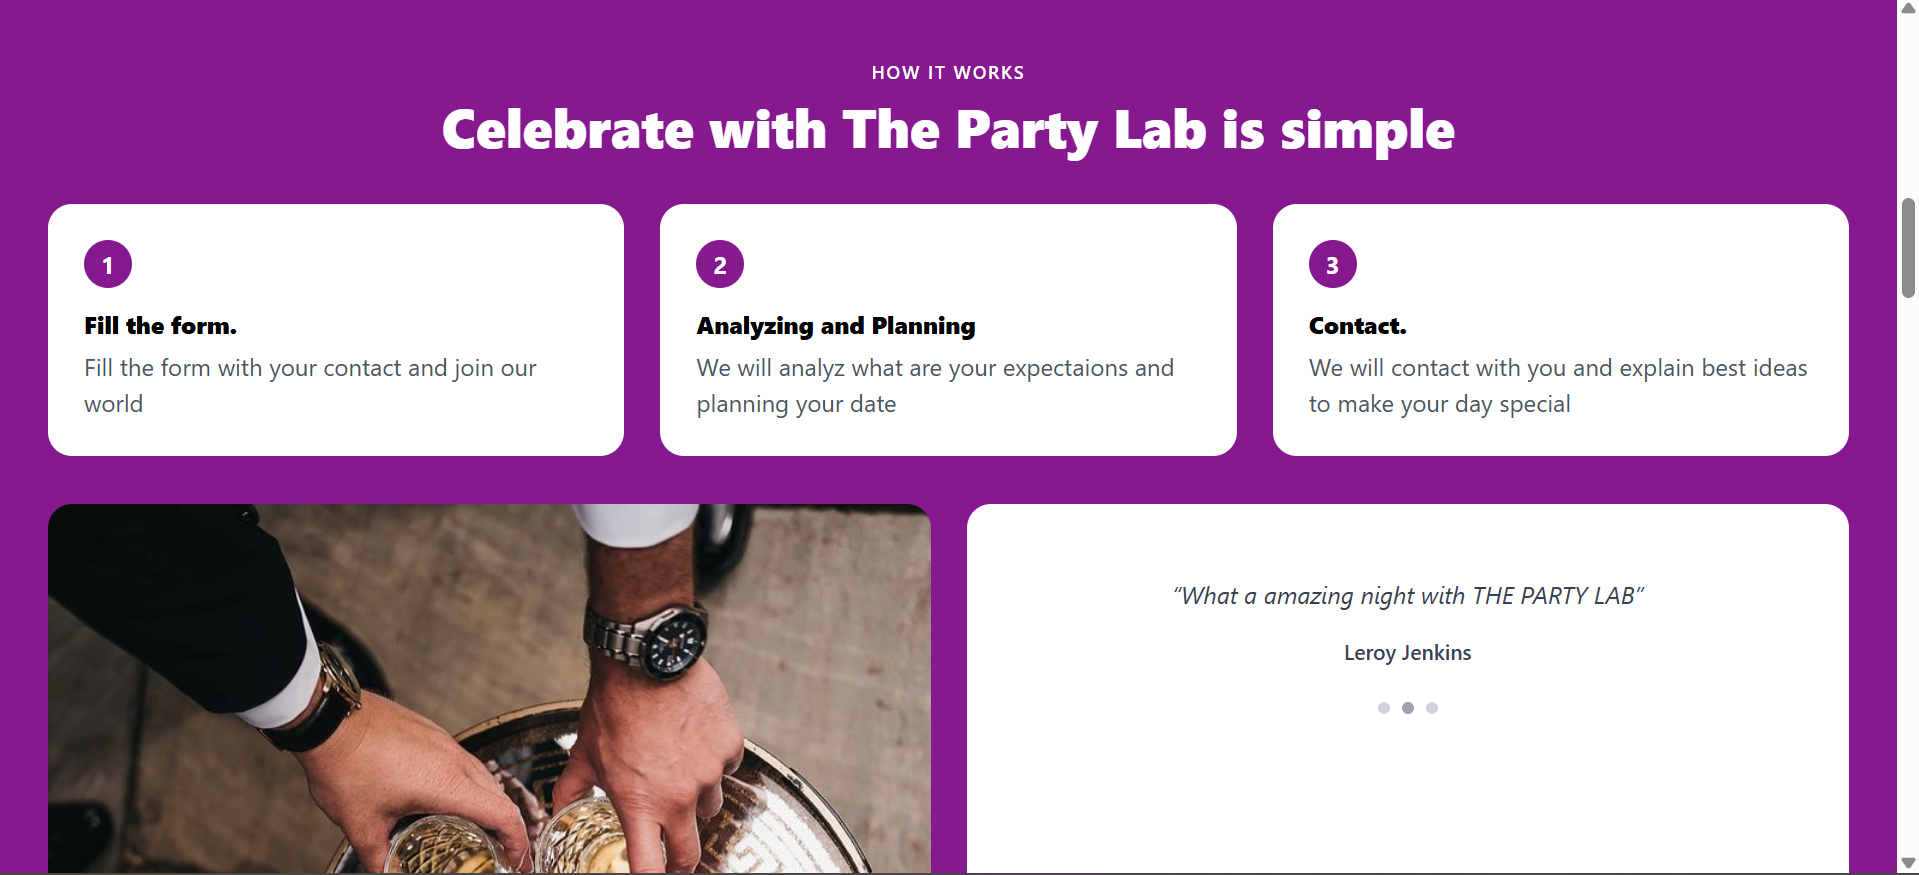 HOW IT WORKS
Celebrate with The Party Lab is simple
1
Fill the form.
Fill the form with your contact and join our
world
2
Analyzing and Planning
We will analyz what are your expectaions and
planning your date
3
Contact.
We will contact with you and explain best ideas
to make your day special
“What a amazing night with THE PARTY LAB”
Leroy Jenkins